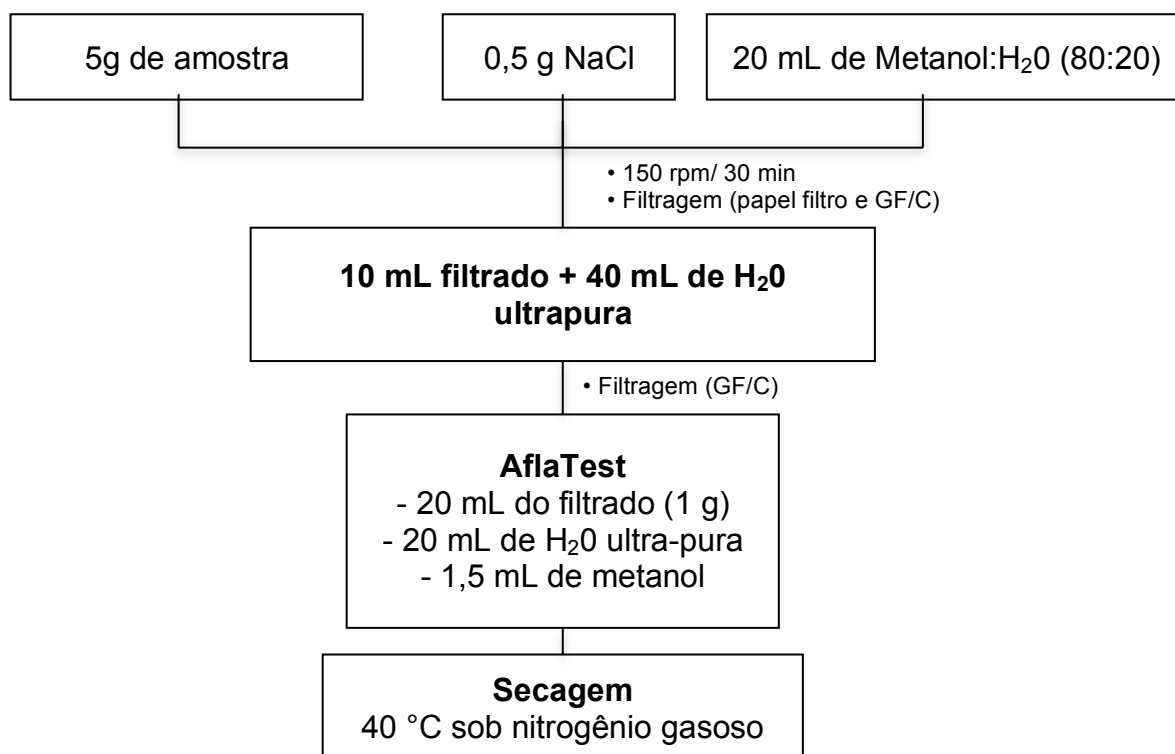 5g de amostra
0,5 g NaCl
20 mL de Metanol:H₂0 (80:20)
• 150 rpm/ 30 min
• Filtragem (papel filtro e GF/C)
10 mL filtrado + 40 mL de H₂0
ultrapura
• Filtragem (GF/C)
AflaTest
- 20 mL do filtrado (1 g)
- 20 mL de H₂0 ultra-pura
- 1,5 mL de metanol
Secagem
40 °C sob nitrogênio gasoso